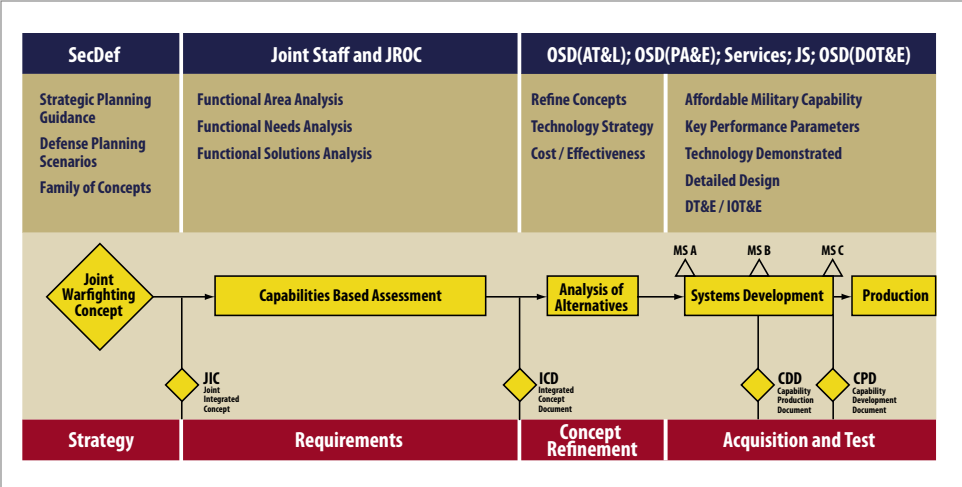 SecDef
Joint Staff and JROC
OSD(AT&L); OSD(PA&E); Services; JS; OSD(DOT&E)
Strategic Planning
Guidance
Defense Planning
Scenarios
Family of Concepts
Functional Area Analysis
Functional Needs Analysis
Functional Solutions Analysis
Refine Concepts
Technology Strategy
Cost / Effectiveness
Affordable Military Capability
Key Performance Parameters
Technology Demonstrated
Detailed Design
DT&E / IOT&E
MS A
MS B
MS C
Joint
Warfighting
Concept
Capabilities Based Assessment
Analysis of
Alternatives
Systems Development
Production
JIC
Joint
Integrated
Concept
ICD
Integrated
Concept
Document
CDD
Capability
Production
Document
CPD
Capability
Development
Document
Strategy
Requirements
Concept
Refinement
Acquisition and Test